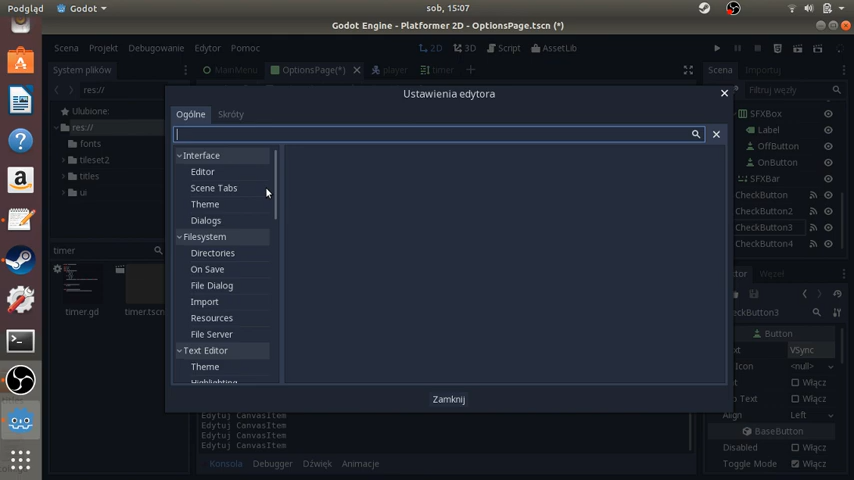 Podgląd
Godot Engine
sob, 15:07
Godot Engine - Platformer 2D - OptionsPage.tscn (*)
Scena Projekt Debugowanie Edytor Pomoc
2D 3D Script AssetLib
System plików
MainMenu OptionsPage(*) player timer
Scena Importuj
res://
Filtruj węzły
Ulubione:
res://
fonts
tileset2
titles
ui
timer
timer.gd timer.tscn
Ustawienia edytora
Ogólne Skróty
Interface
Editor
Scene Tabs
Theme
Dialogs
Filesystem
Directories
On Save
File Dialog
Import
Resources
File Server
Text Editor
Theme
Highlighting
Zamknij
SFXBox
Label
OffButton
OnButton
SFXBar
CheckButton
CheckButton2
CheckButton3
CheckButton4
Węzeł
Button
VSync
Icon <null>
Włącz
Text Włącz
Align Left
BaseButton
Disabled Włącz
Toggle Mode Włącz
Edytuj CanvasItem
Edytuj CanvasItem
Edytuj CanvasItem
Edytuj CanvasItem
Konsola Debugger Dźwięk Animacje